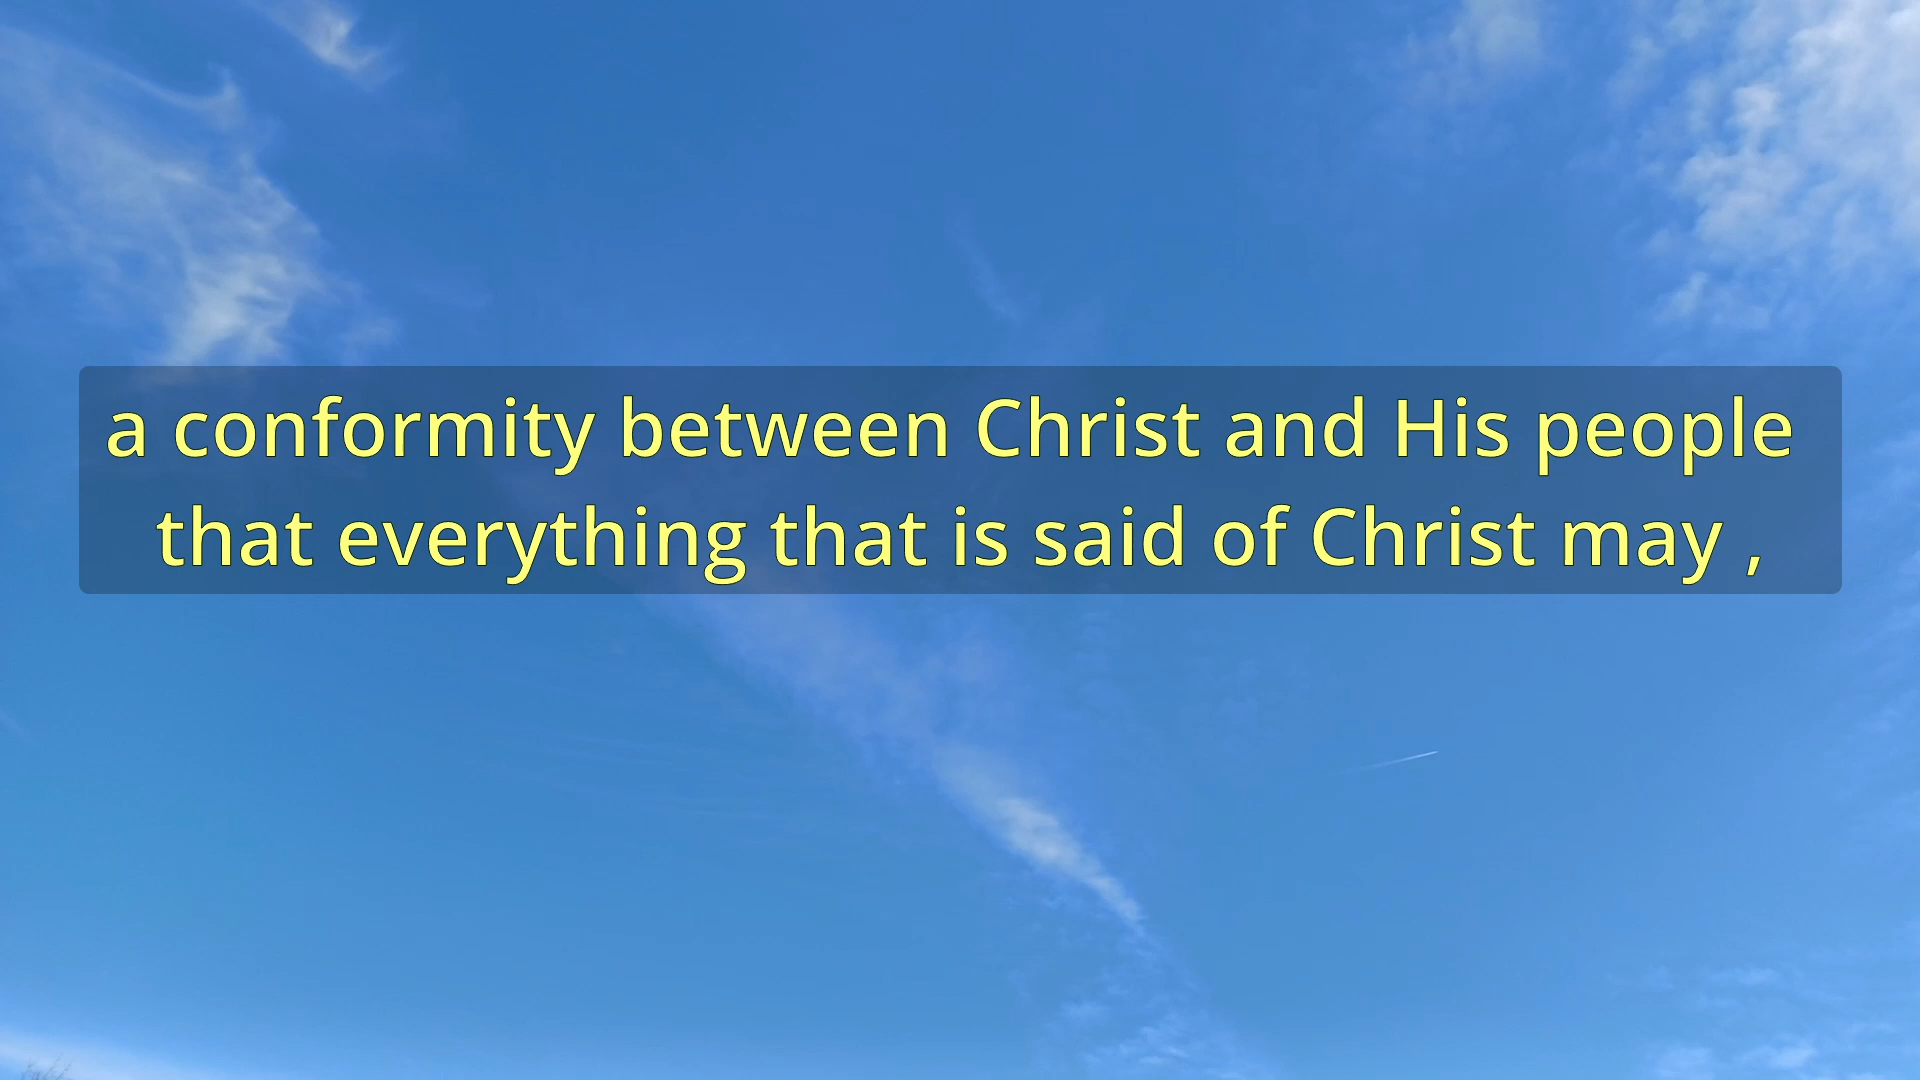 a conformity between Christ and His people
that everything that is said of Christ may ,